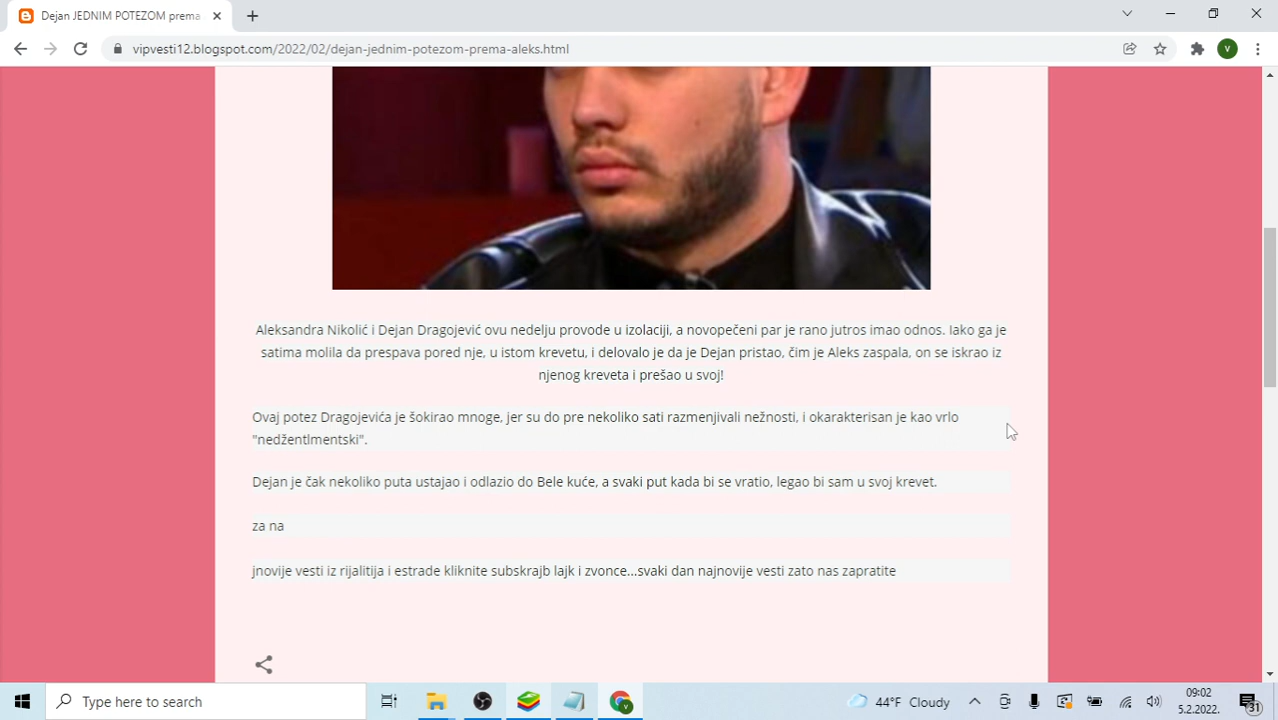 Dejan JEDNIM POTEZOM prema
vipvesti12.blogspot.com/2022/02/dejan-jednim-potezom-prema-aleks.html
V
Aleksandra Nikolić i Dejan Dragojević ovu nedelju provode u izolaciji, a novopečeni par je rano jutros imao odnos. Iako ga je
satima molila da prespava pored nje, u istom krevetu, i delovalo je da je Dejan pristao, čim je Aleks zaspala, on se iskrao iz
njenog kreveta i prešao u svoj!
Ovaj potez Dragojevića je šokirao mnoge, jer su do pre nekoliko sati razmenjivali nežnosti, i okarakterisan je kao vrlo
"nedžentlmentski".
Dejan je čak nekoliko puta ustajao i odlazio do Bele kuće, a svaki put kada bi se vratio, legao bi sam u svoj krevet.
za na
jnovije vesti iz rijalitija i estrade kliknite subskrajb lajk i zvonce...svaki dan najnovije vesti zato nas zapratite
Type here to search
V
44°F Cloudy
09:02
5.2.2022.
31